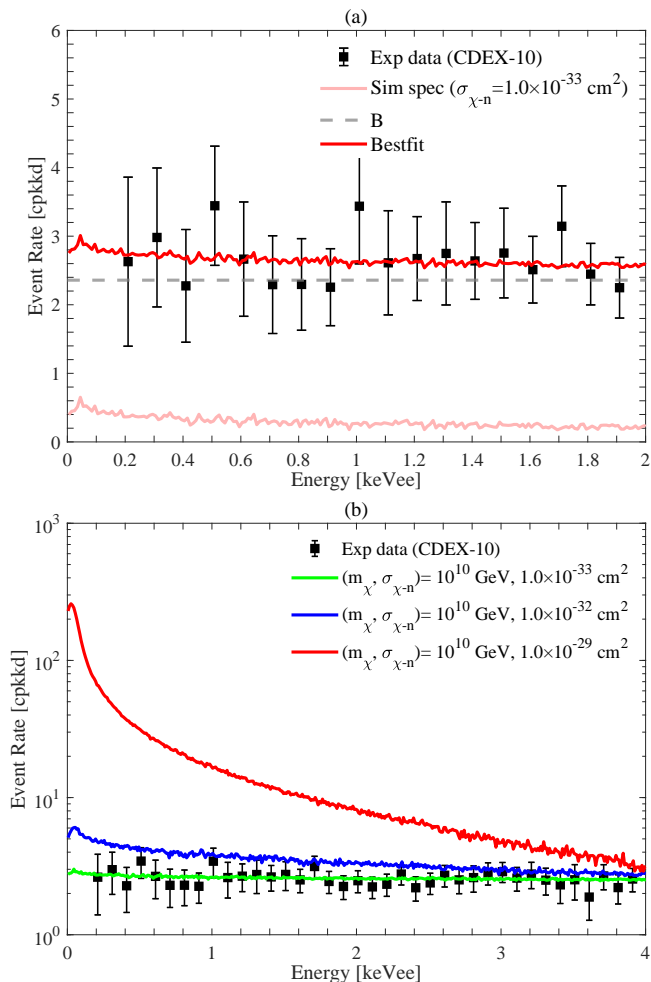 (a)
6
5
4
3
2
1
0
Event Rate [cpkkd]
Exp data (CDEX-10)
Sim spec (σχ-n=1.0×10⁻³³ cm²)
B
Bestfit
0 0.2 0.4 0.6 0.8 1 1.2 1.4 1.6 1.8 2
Energy [keVee]
(b)
10³
10²
10¹
10⁰
Event Rate [cpkkd]
Exp data (CDEX-10)
(mχ, σχ-n)= 10¹⁰ GeV, 1.0×10⁻³³ cm²
(mχ, σχ-n)= 10¹⁰ GeV, 1.0×10⁻³² cm²
(mχ, σχ-n)= 10¹⁰ GeV, 1.0×10⁻²⁹ cm²
0 1 2 3 4
Energy [keVee]